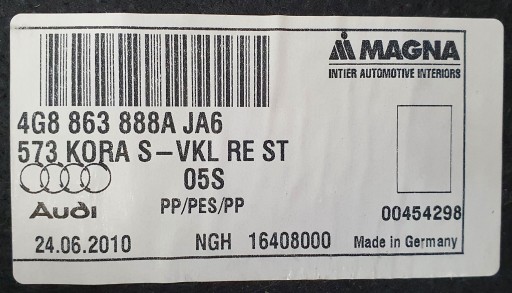 MAGNA
INTIER AUTOMOTIVE INTERIORS
4G8 863 888A JA6
573 KORA S-VKL RE ST
05S
Audi
PP/PES/PP
00454298
24.06.2010
NGH 16408000
Made in Germany